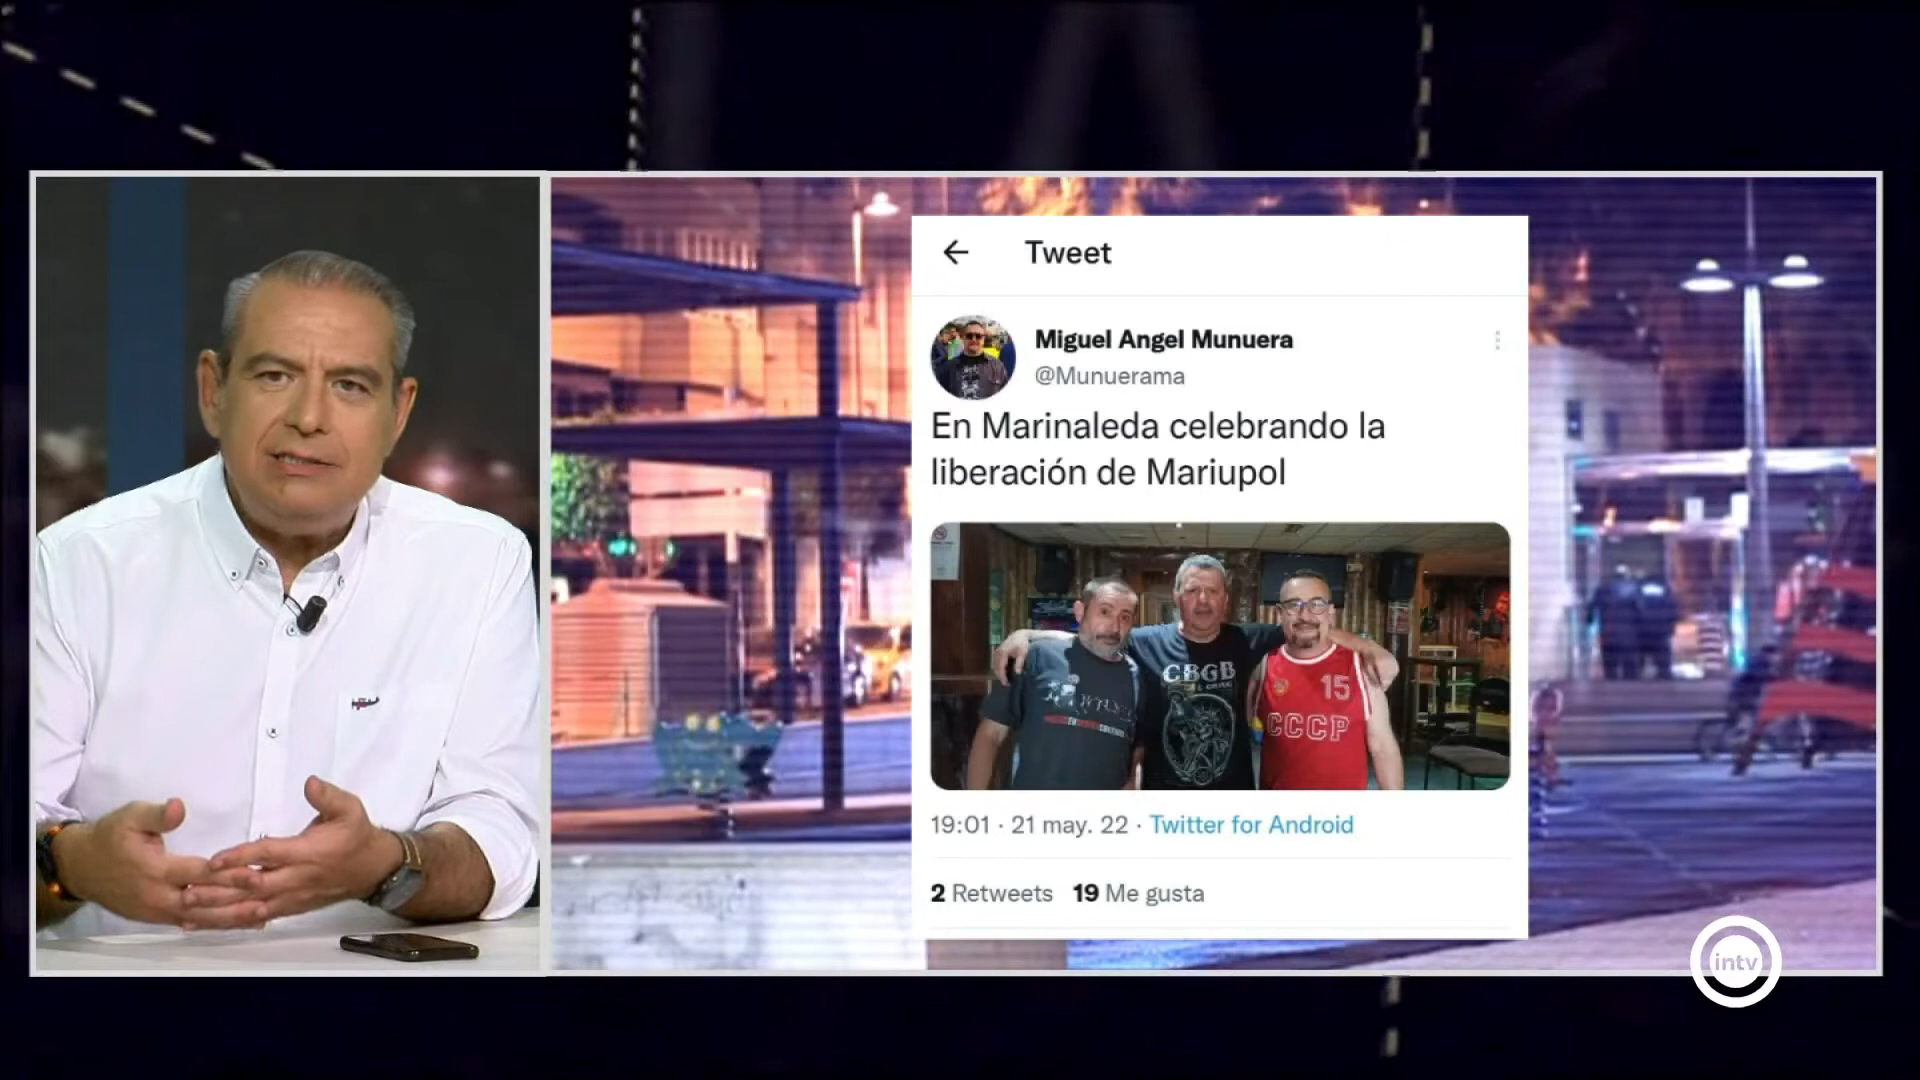 Tweet
Miguel Angel Munuera
@Munuerama
En Marinaleda celebrando la
liberación de Mariupol
CBGB
15
CCCP
19:01 · 21 may. 22 · Twitter for Android
2 Retweets 19 Me gusta
intv